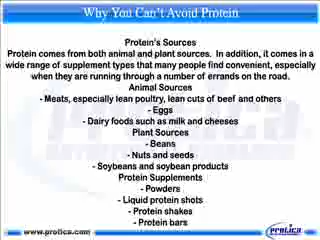 Why You Can't Avoid Protein
Protein's Sources
Protein comes from both animal and plant sources. In addition, it comes in a
wide range of supplement types that many people find convenient, especially
when they are running through a number of errands on the road.
Animal Sources
- Meats, especially lean poultry, lean cuts of beef and others
- Eggs
- Dairy foods such as milk and cheeses
Plant Sources
- Beans
- Nuts and seeds
- Soybeans and soybean products
Protein Supplements
- Powders
- Liquid protein shots
- Protein shakes
- Protein bars
www.protica.com
protica